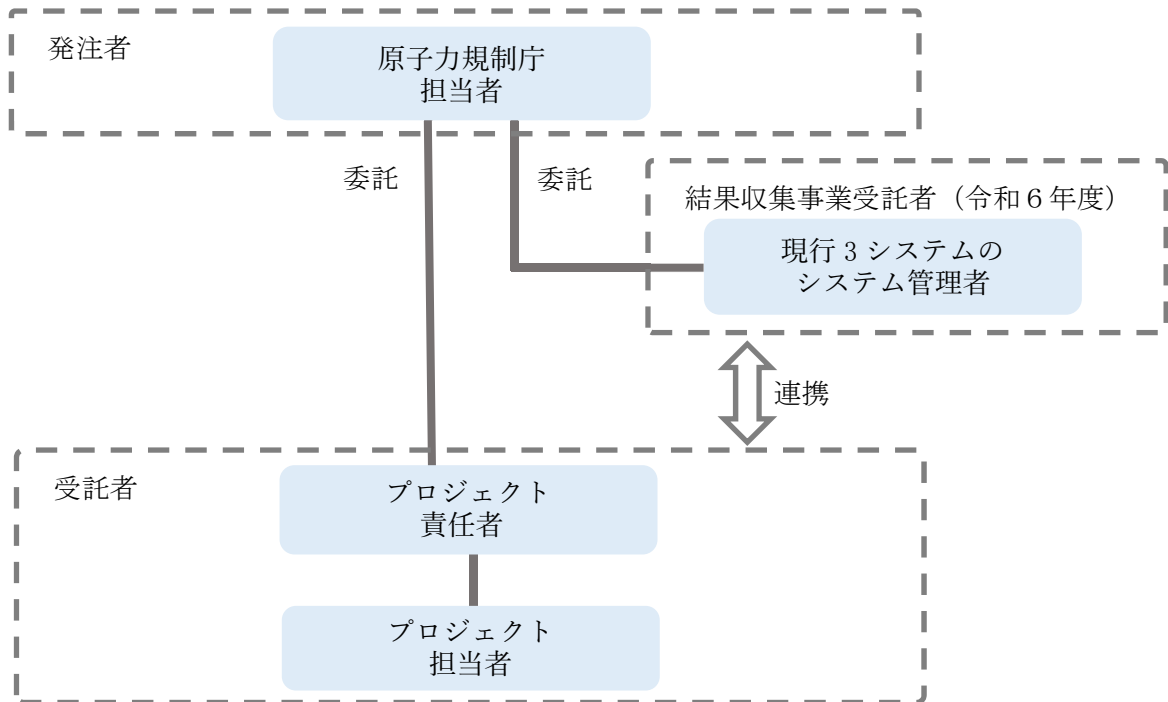 発注者
原子力規制庁
担当者
委託
委託
結果収集事業受託者（令和６年度）
現行３システムの
システム管理者
連携
受託者
プロジェクト
責任者
プロジェクト
担当者